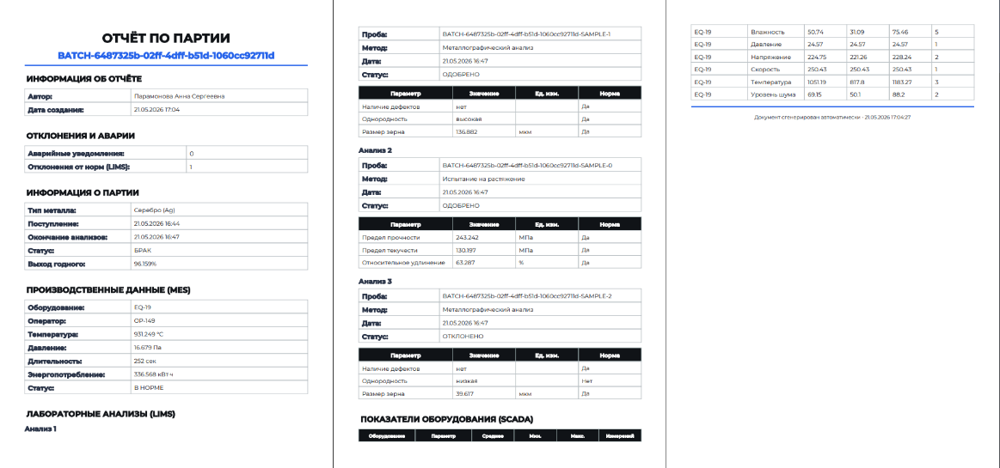 ОТЧЁТ ПО ПАРТИИ
BATCH-6487325b-02ff-4dff-b51d-1060cc92711d
ИНФОРМАЦИЯ ОБ ОТЧЁТЕ
Автор: Парамонова Анна Сергеевна
Дата создания: 21.05.2026 17:04
ОТКЛОНЕНИЯ И АВАРИИ
Аварийные уведомления: 0
Отклонения от норм (LIMS): 1
ИНФОРМАЦИЯ О ПАРТИИ
Тип металла: Серебро (Ag)
Поступление: 21.05.2026 16:44
Окончание анализов: 21.05.2026 16:47
Статус: БРАК
Выход годного: 96.159%
ПРОИЗВОДСТВЕННЫЕ ДАННЫЕ (MES)
Оборудование: EQ-19
Оператор: OP-149
Температура: 931.249 °C
Давление: 16.679 Па
Длительность: 252 сек
Энергопотребление: 336.568 кВт·ч
Статус: В НОРМЕ
ЛАБОРАТОРНЫЕ АНАЛИЗЫ (LIMS)
Анализ 1
Проба: BATCH-6487325b-02ff-4dff-b51d-1060cc92711d-SAMPLE-1
Метод: Металлографический анализ
Дата: 21.05.2026 16:47
Статус: ОДОБРЕНО
Параметр Значение Ед. изм. Норма
Наличие дефектов нет Да
Однородность высокая Да
Размер зерна 136.882 мкм Да
Анализ 2
Проба: BATCH-6487325b-02ff-4dff-b51d-1060cc92711d-SAMPLE-0
Метод: Испытание на растяжение
Дата: 21.05.2026 16:47
Статус: ОДОБРЕНО
Параметр Значение Ед. изм. Норма
Предел прочности 243.242 МПа Да
Предел текучести 130.197 МПа Да
Относительное удлинение 63.287 % Да
Анализ 3
Проба: BATCH-6487325b-02ff-4dff-b51d-1060cc92711d-SAMPLE-2
Метод: Металлографический анализ
Дата: 21.05.2026 16:47
Статус: ОТКЛОНЕНО
Параметр Значение Ед. изм. Норма
Наличие дефектов нет Да
Однородность низкая Нет
Размер зерна 39.617 мкм Да
ПОКАЗАТЕЛИ ОБОРУДОВАНИЯ (SCADA)
Оборудование Параметр Среднее Мин. Макс. Измерений
EQ-19 Влажность 50.74 31.09 75.46 5
EQ-19 Давление 24.57 24.57 24.57 1
EQ-19 Напряжение 224.75 221.26 228.24 2
EQ-19 Скорость 250.43 250.43 250.43 1
EQ-19 Температура 1051.19 817.8 1183.27 3
EQ-19 Уровень шума 69.15 50.1 88.2 2
Документ сгенерирован автоматически · 21.05.2026 17:04:27